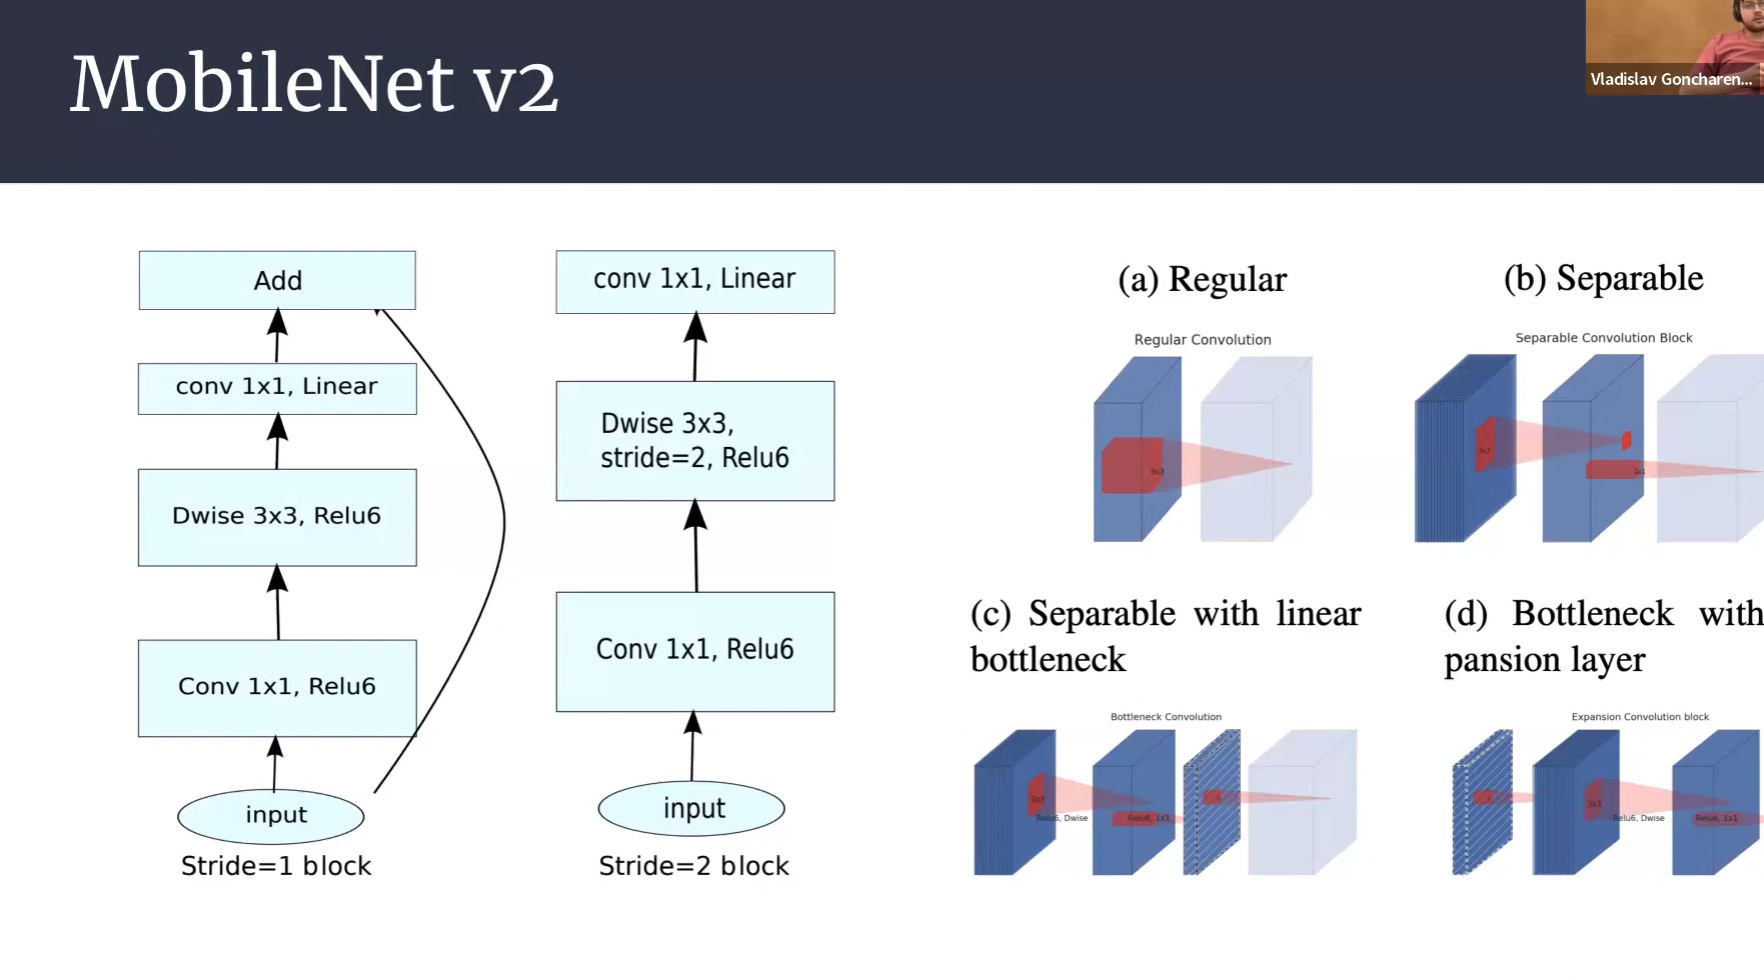 MobileNet v2
Vladislav Goncharen...
Add
conv 1x1, Linear
Dwise 3x3, Relu6
Conv 1x1, Relu6
input
Stride=1 block
conv 1x1, Linear
Dwise 3x3,
stride=2, Relu6
Conv 1x1, Relu6
input
Stride=2 block
(a) Regular
Regular Convolution
3x3
(b) Separable
Separable Convolution Block
3x3
1x1
(c) Separable with linear
bottleneck
Bottleneck Convolution
3x3
Relu6, Dwise
Relu6, 1x1
(d) Bottleneck with
pansion layer
Expansion Convolution block
3x3
Relu6, Dwise
Relu6, 1x1